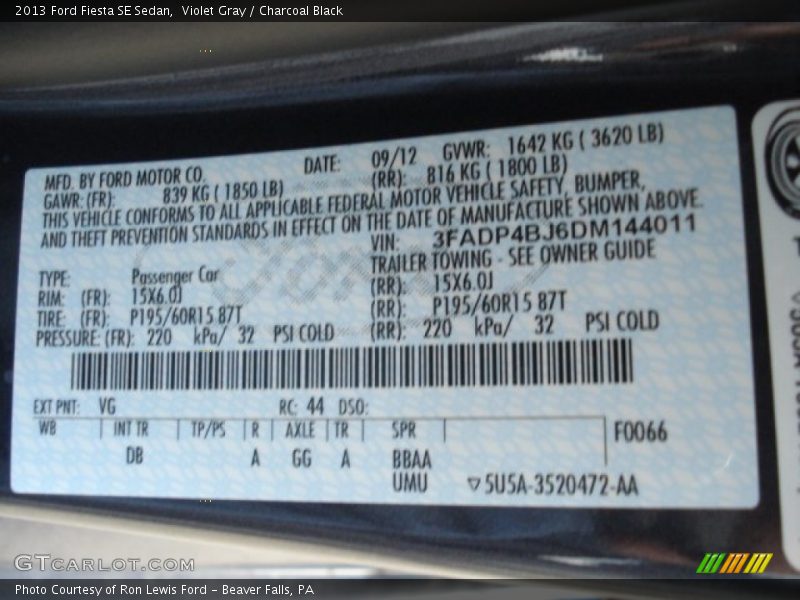 2013 Ford Fiesta SE Sedan, Violet Gray / Charcoal Black
MFD. BY FORD MOTOR CO. DATE: 09/12 GVWR: 1642 KG ( 3620 LB)
GAWR: (FR): 839 KG ( 1850 LB) (RR): 816 KG ( 1800 LB)
THIS VEHICLE CONFORMS TO ALL APPLICABLE FEDERAL MOTOR VEHICLE SAFETY, BUMPER,
AND THEFT PREVENTION STANDARDS IN EFFECT ON THE DATE OF MANUFACTURE SHOWN ABOVE.
VIN: 3FADP4BJ6DM144011
TYPE: Passenger Car TRAILER TOWING - SEE OWNER GUIDE
RIM: (FR): 15X6.0J (RR): 15X6.0J
TIRE: (FR): P195/60R15 87T (RR): P195/60R15 87T
PRESSURE: (FR): 220 kPa/ 32 PSI COLD (RR): 220 kPa/ 32 PSI COLD
EXT PNT: VG RC: 44 DSO:
WB INT TR TP/PS R AXLE TR SPR F0066
DB A GG A BBAA
UMU ▽5U5A-3520472-AA
GTCARLOT.COM
Photo Courtesy of Ron Lewis Ford - Beaver Falls, PA